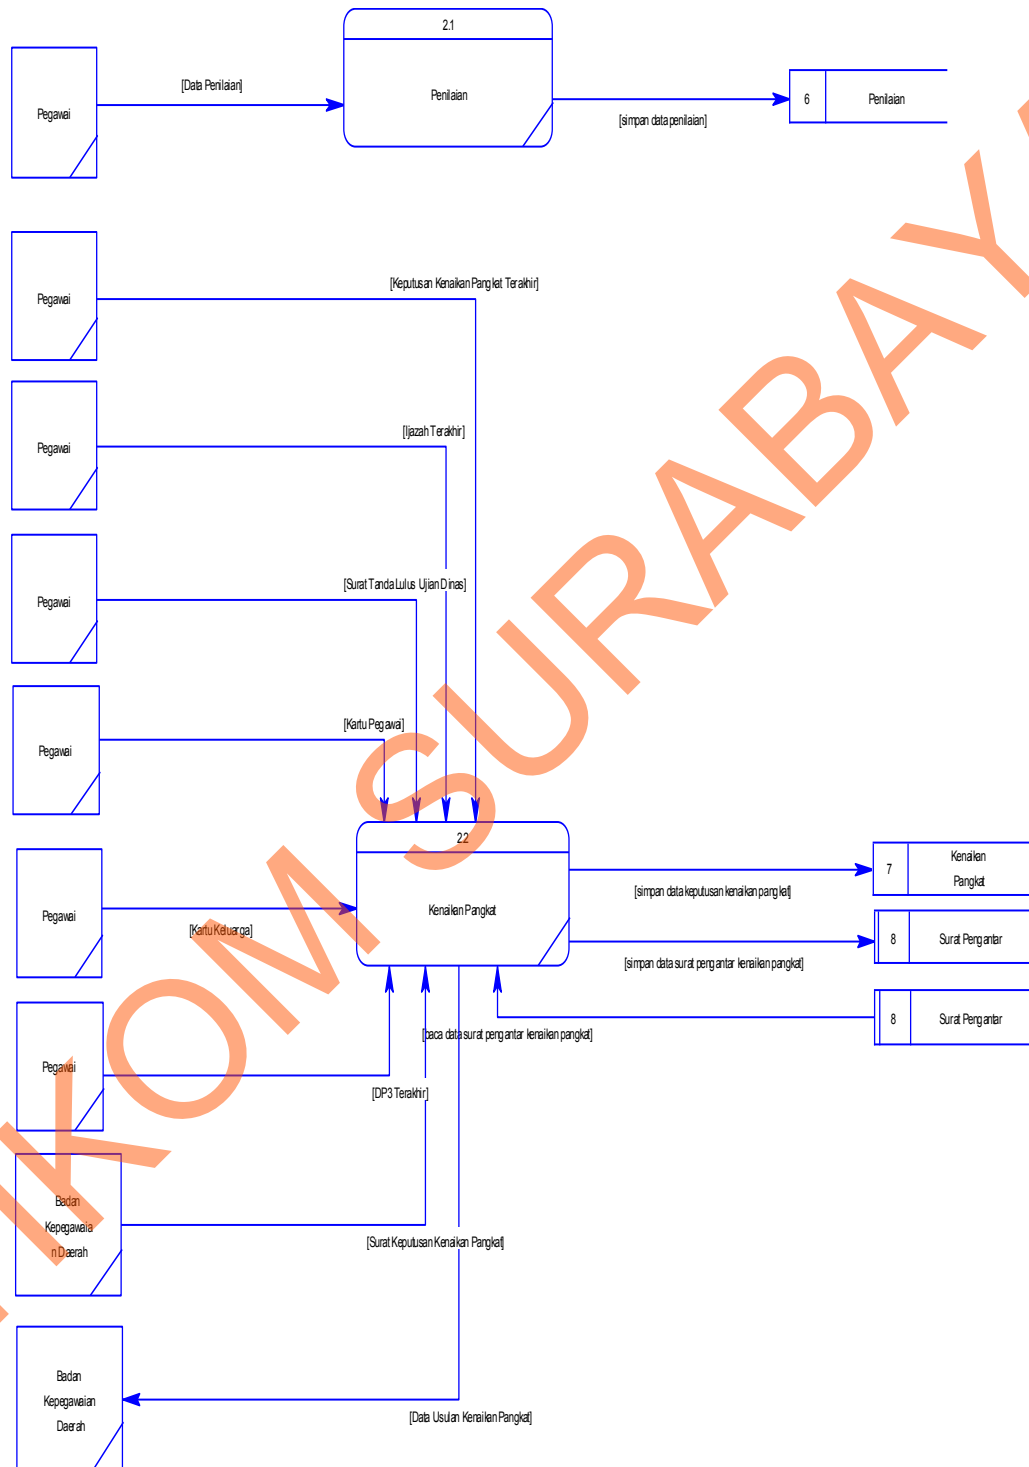 2.1
Pegawai
[Data Penilaian]
Penilaian
6
Penilaian
[simpan data penilaian]
Pegawai
[Keputusan Kenaikan Pangkat Terakhir]
Pegawai
[Ijazah Terakhir]
Pegawai
[Surat Tanda Lulus Ujian Dinas]
Pegawai
[Kartu Pegawai]
2.2
Kenaikan Pangkat
Pegawai
[Kartu Keluarga]
[simpan data keputusan kenaikan pangkat]
7
Kenaikan
Pangkat
[simpan data surat pengantar kenaikan pangkat]
8
Surat Pengantar
[baca data surat pengantar kenaikan pangkat]
8
Surat Pengantar
Pegawai
[DP3 Terakhir]
Badan
Kepegawaia
n Daerah
[Surat Keputusan Kenaikan Pangkat]
Badan
Kepegawaian
Daerah
[Data Usulan Kenaikan Pangkat]
IKOM SURABAYA